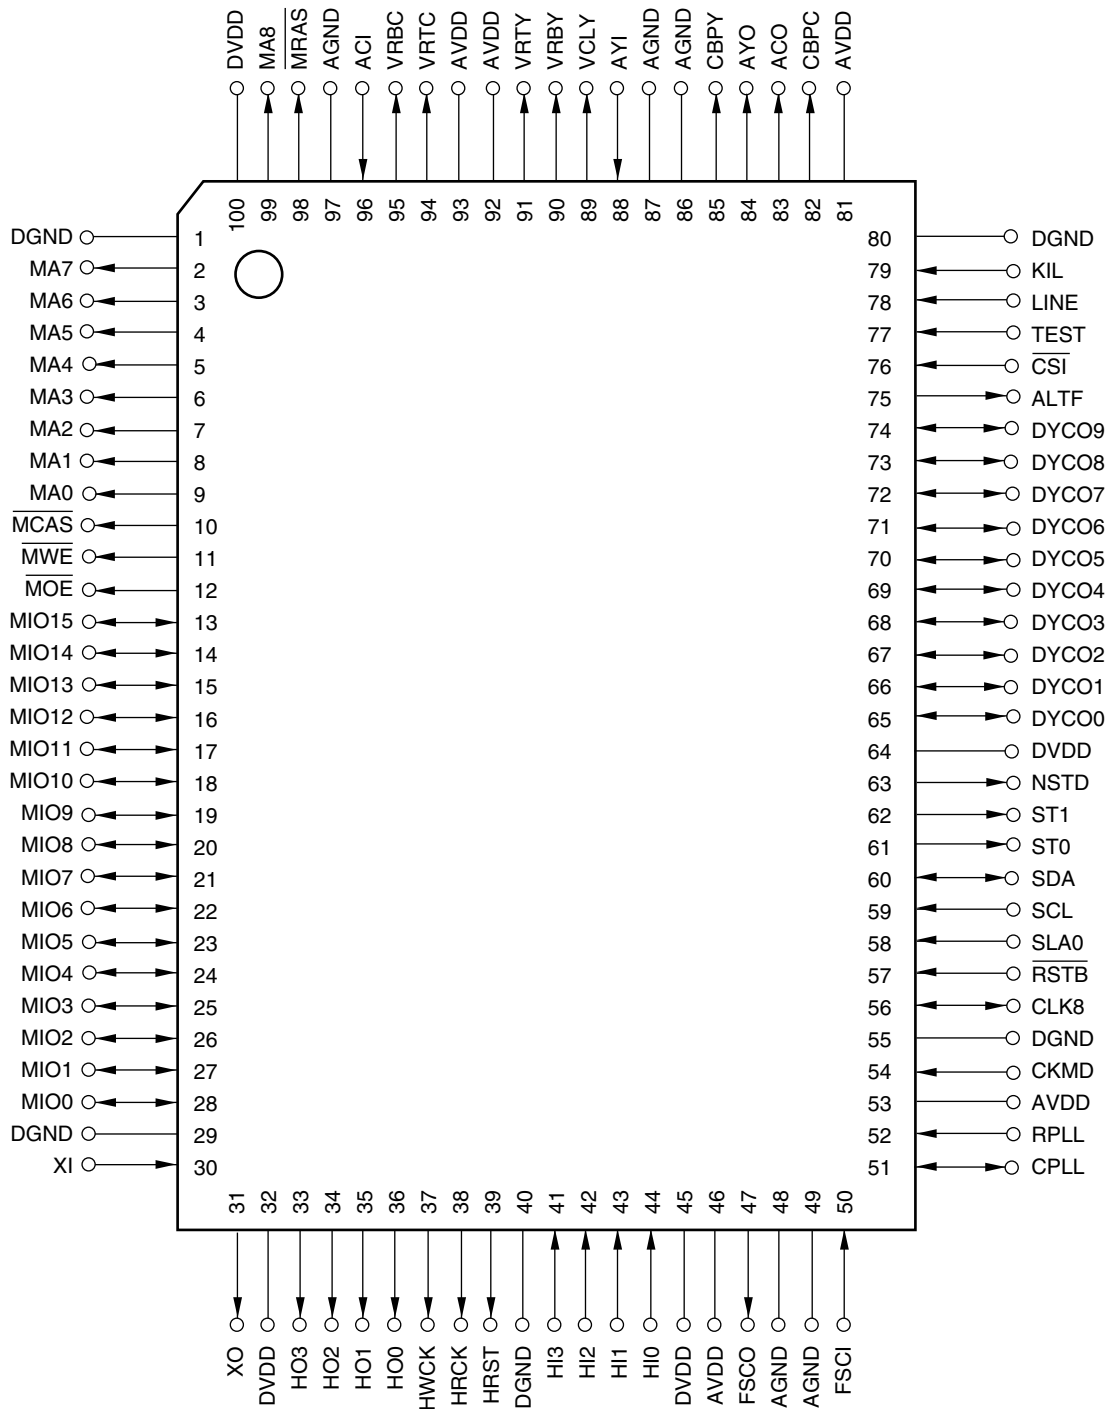 DVDD MA8 MRAS AGND ACI VRBC VRTC AVDD AVDD VRTY VRBY VCLY AYI AGND AGND CBPY AYO ACO CBPC AVDD
100 99 98 97 96 95 94 93 92 91 90 89 88 87 86 85 84 83 82 81
DGND 1 80 DGND
MA7 2 79 KIL
MA6 3 78 LINE
MA5 4 77 TEST
MA4 5 76 CSI
MA3 6 75 ALTF
MA2 7 74 DYCO9
MA1 8 73 DYCO8
MA0 9 72 DYCO7
MCAS 10 71 DYCO6
MWE 11 70 DYCO5
MOE 12 69 DYCO4
MIO15 13 68 DYCO3
MIO14 14 67 DYCO2
MIO13 15 66 DYCO1
MIO12 16 65 DYCO0
MIO11 17 64 DVDD
MIO10 18 63 NSTD
MIO9 19 62 ST1
MIO8 20 61 ST0
MIO7 21 60 SDA
MIO6 22 59 SCL
MIO5 23 58 SLA0
MIO4 24 57 RSTB
MIO3 25 56 CLK8
MIO2 26 55 DGND
MIO1 27 54 CKMD
MIO0 28 53 AVDD
DGND 29 52 RPLL
XI 30 51 CPLL
31 32 33 34 35 36 37 38 39 40 41 42 43 44 45 46 47 48 49 50
XO DVDD HO3 HO2 HO1 HO0 HWCK HRCK HRST DGND HI3 HI2 HI1 HI0 DVDD AVDD FSCO AGND AGND FSCI